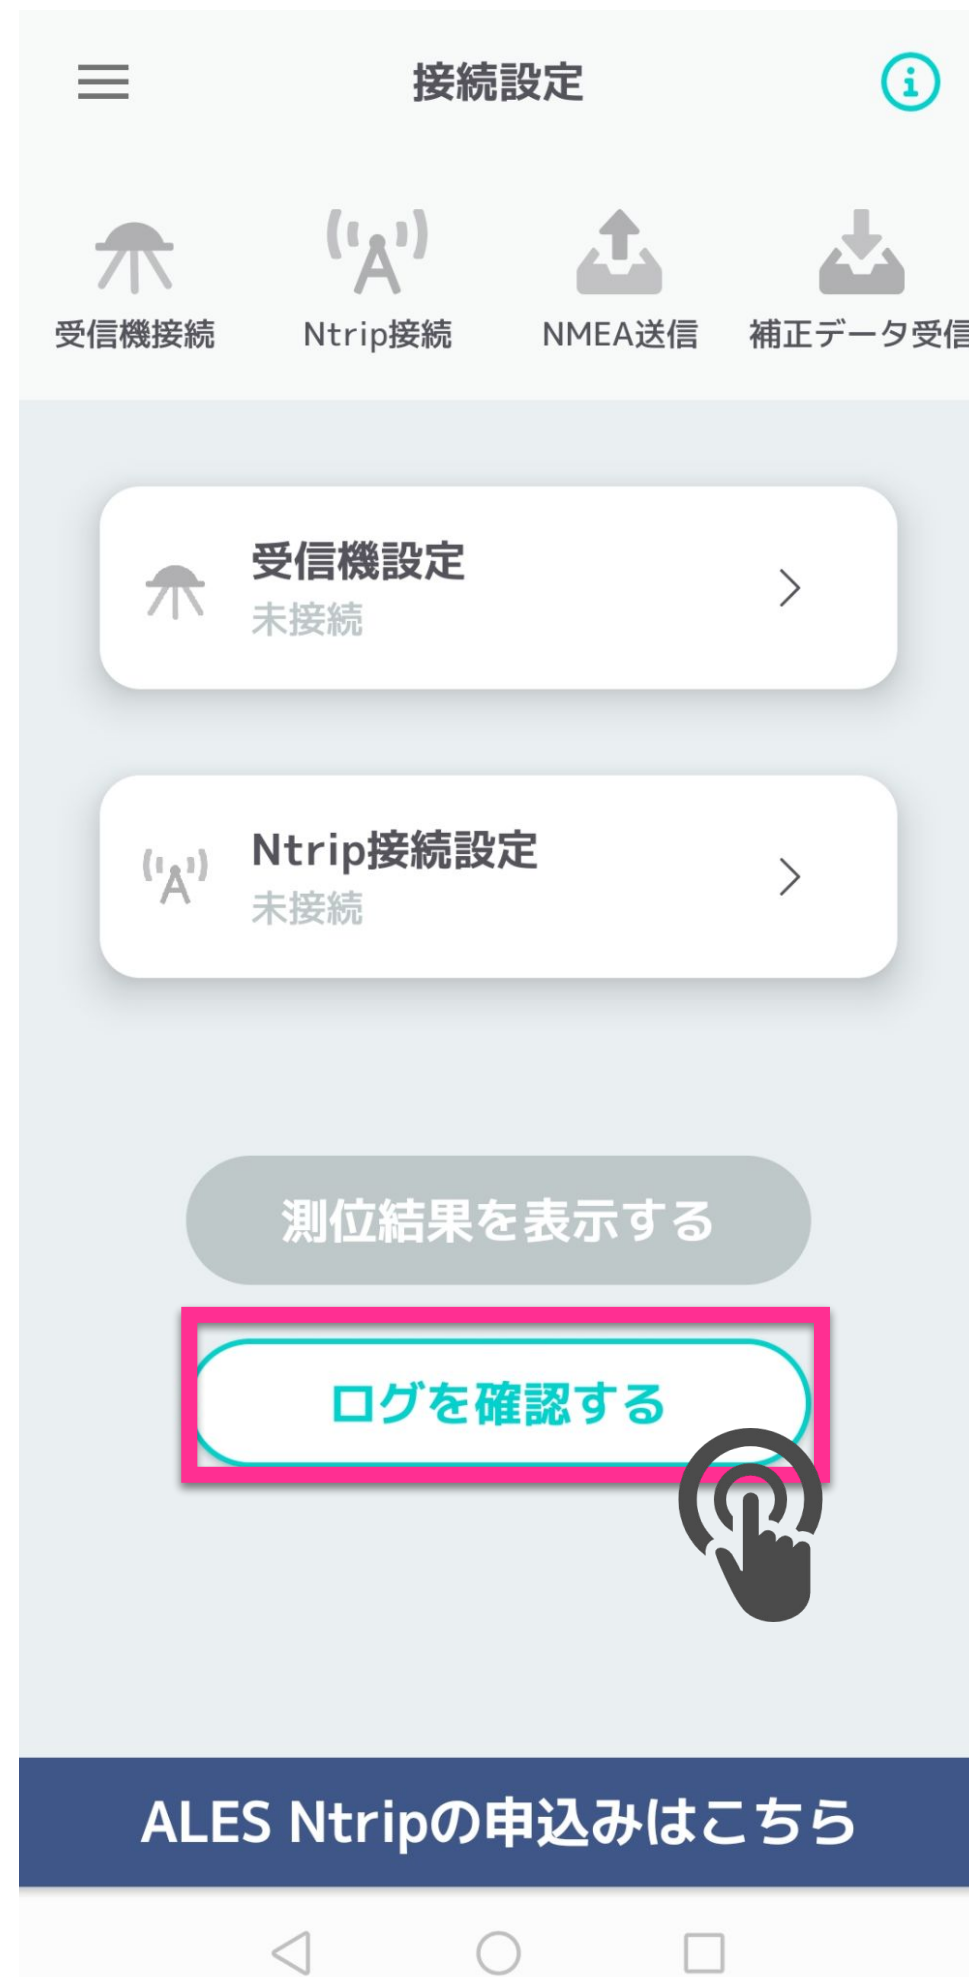 接続設定
受信機接続
Ntrip接続
NMEA送信
補正データ受信
受信機設定
未接続
Ntrip接続設定
未接続
測位結果を表示する
ログを確認する
ALES Ntripの申込みはこちら